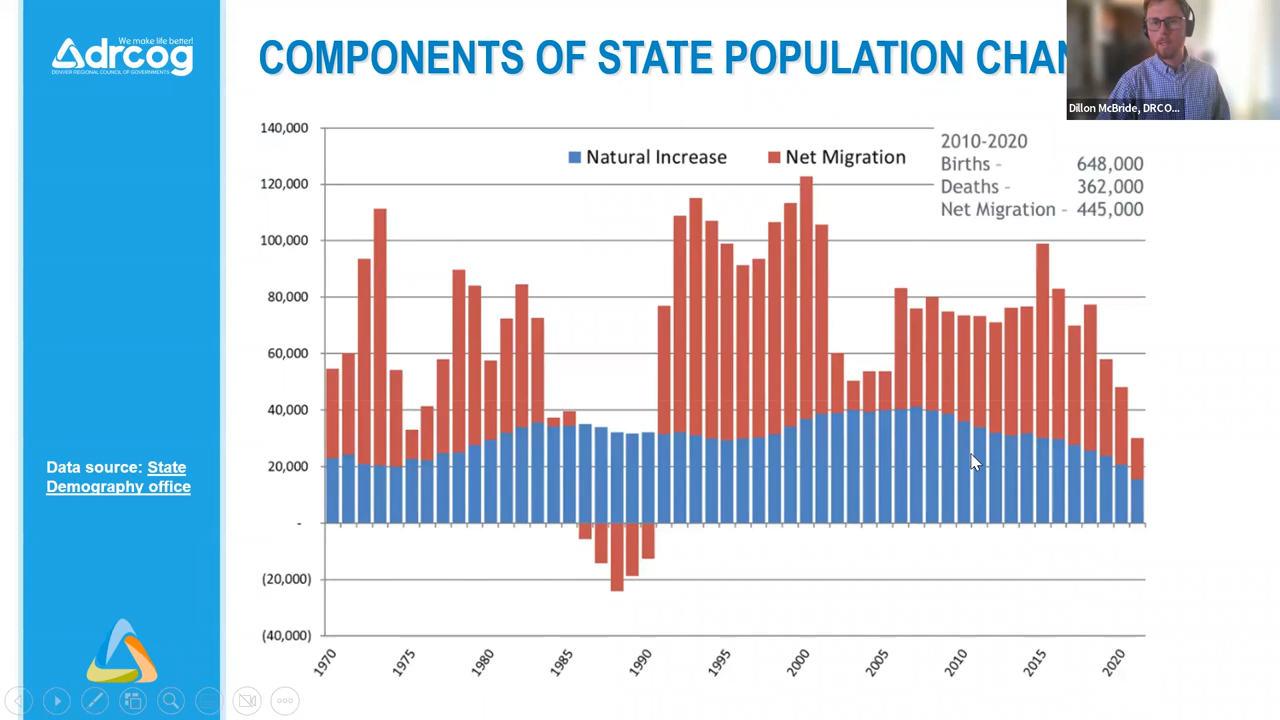 We make life better!
drcog
DENVER REGIONAL COUNCIL OF GOVERNMENTS
COMPONENTS OF STATE POPULATION CHAN
Dillon McBride, DRCO...
140,000
120,000
100,000
80,000
60,000
40,000
20,000
-
(20,000)
(40,000)
Natural Increase
Net Migration
2010-2020
Births - 648,000
Deaths - 362,000
Net Migration - 445,000
Data source: State
Demography office
1970
1975
1980
1985
1990
1995
2000
2005
2010
2015
2020